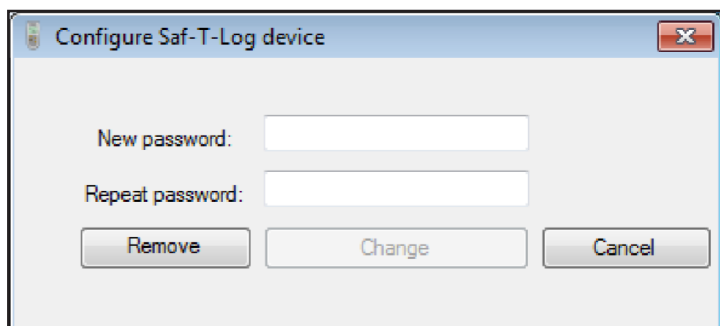 Configure Saf-T-Log device
New password:
Repeat password:
Remove Change Cancel